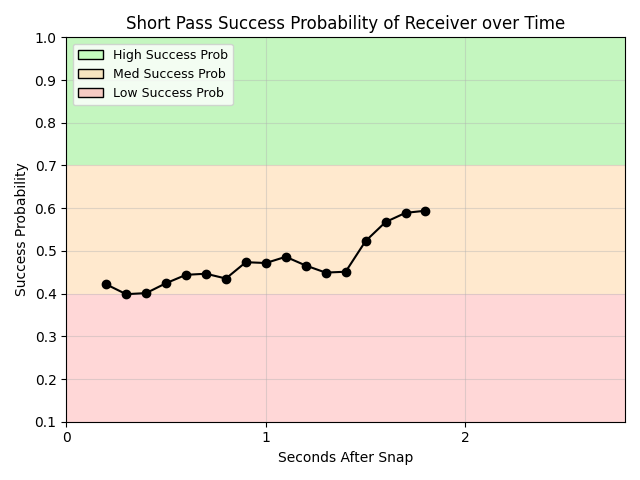 Short Pass Success Probability of Receiver over Time
1.0
High Success Prob
Med Success Prob
Low Success Prob
0.9
0.8
0.7
0.6
0.5
0.4
0.3
0.2
0.1
Success Probability
0
1
2
Seconds After Snap